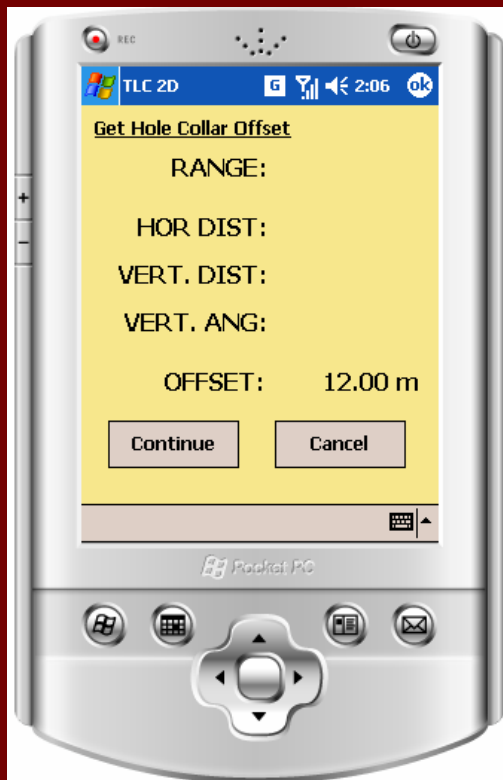 REC
TLC 2D G 2:06 ok
Get Hole Collar Offset
RANGE:
HOR DIST:
VERT. DIST:
VERT. ANG:
OFFSET: 12.00 m
Continue Cancel
Pocket PC